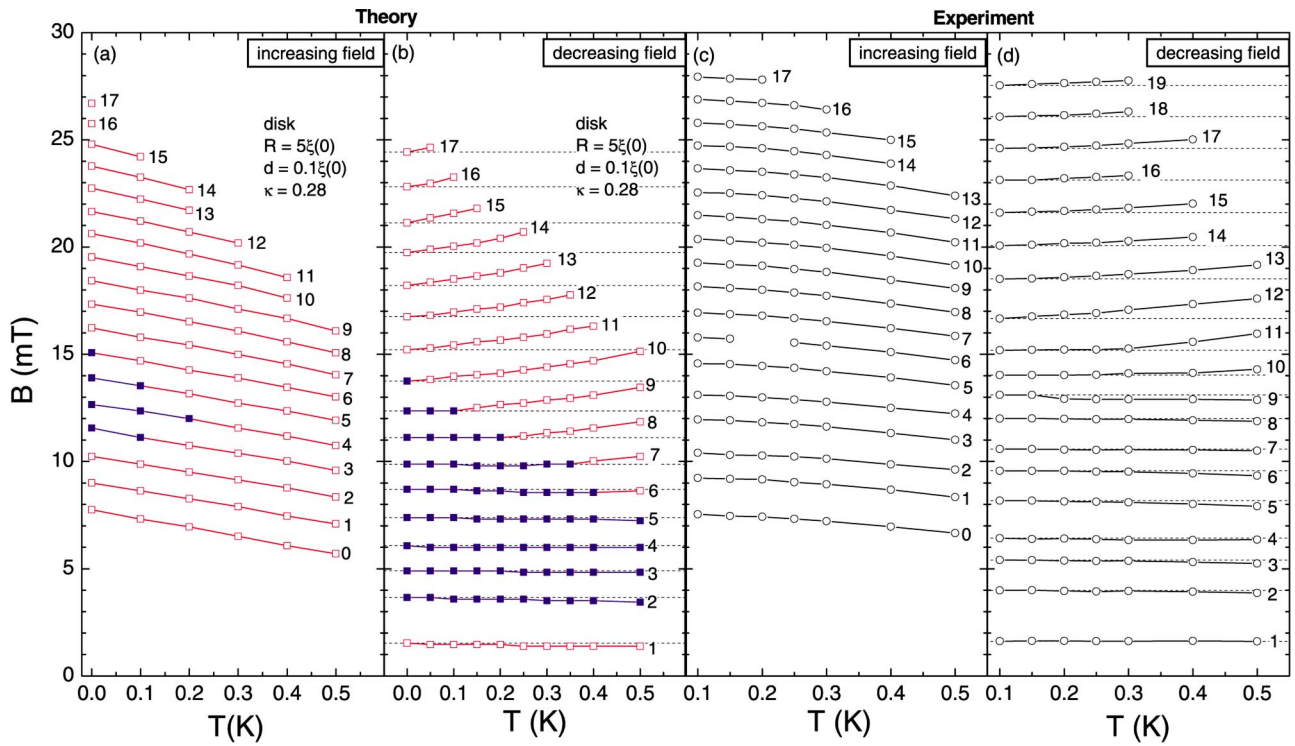 Theory
Experiment
30
25
20
15
10
5
0
B (mT)
(a)
increasing field
disk
R = 5ξ(0)
d = 0.1ξ(0)
κ = 0.28
17
16
15
14
13
12
11
10
9
8
7
6
5
4
3
2
1
0
0.0 0.1 0.2 0.3 0.4 0.5
T(K)
(b)
decreasing field
disk
R = 5ξ(0)
d = 0.1ξ(0)
κ = 0.28
17
16
15
14
13
12
11
10
9
8
7
6
5
4
3
2
1
0.0 0.1 0.2 0.3 0.4 0.5
T (K)
(c)
increasing field
17
16
15
14
13
12
11
10
9
8
7
6
5
4
3
2
1
0
0.1 0.2 0.3 0.4 0.5
T (K)
(d)
decreasing field
19
18
17
16
15
14
13
12
11
10
9
8
7
6
5
4
3
2
1
0.1 0.2 0.3 0.4 0.5
T (K)